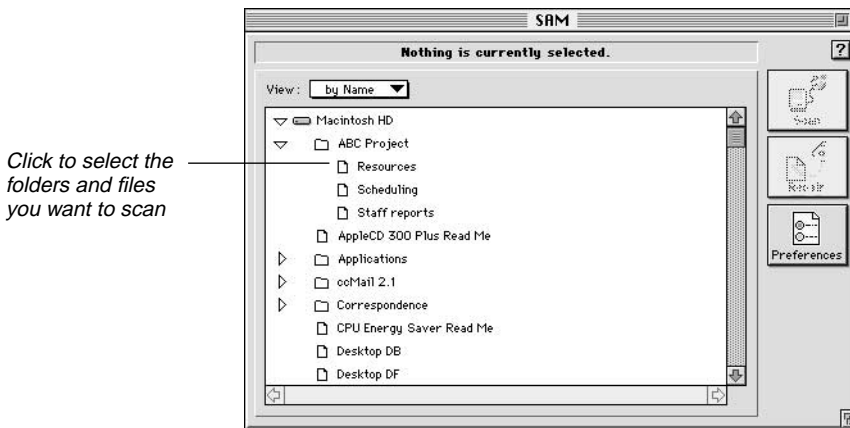 SAM
Nothing is currently selected.
?
View: by Name
Macintosh HD
ABC Project
Resources
Scheduling
Staff reports
AppleCD 300 Plus Read Me
Applications
ccMail 2.1
Correspondence
CPU Energy Saver Read Me
Desktop DB
Desktop DF
Scan
Repair
Preferences
Click to select the
folders and files
you want to scan